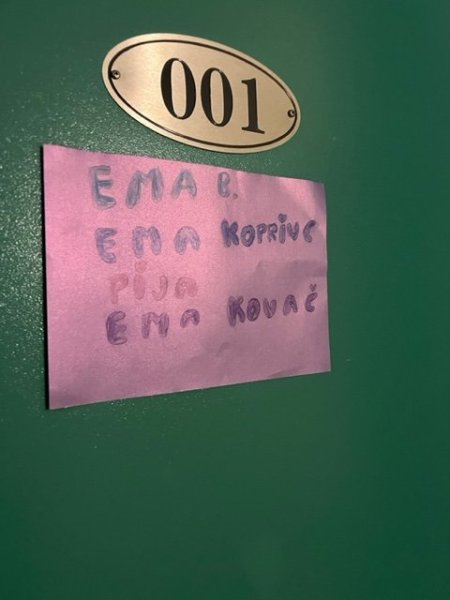 001
EMA B.
EMA KOPRIVC
PIJA
EMA KOVAČ